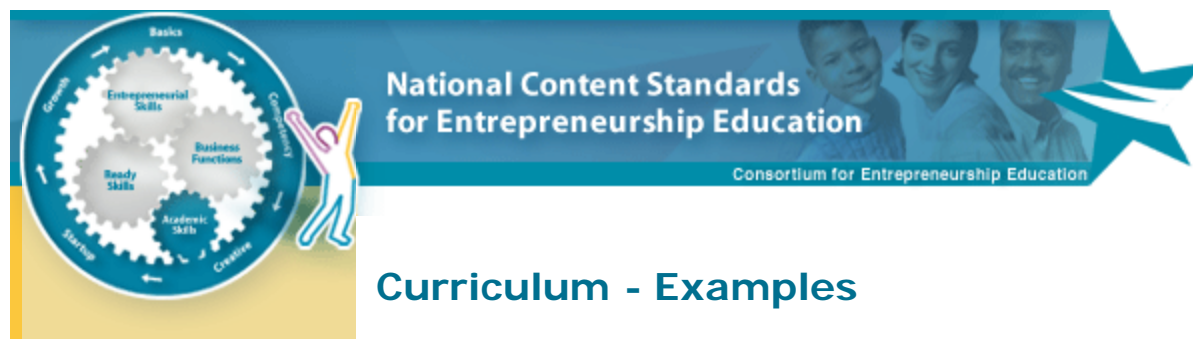 Basics
Growth
Competency
Entrepreneurial
Skills
Business
Functions
Ready
Skills
Academic
Skills
Startup
Creative
National Content Standards
for Entrepreneurship Education
Consortium for Entrepreneurship Education
Curriculum - Examples